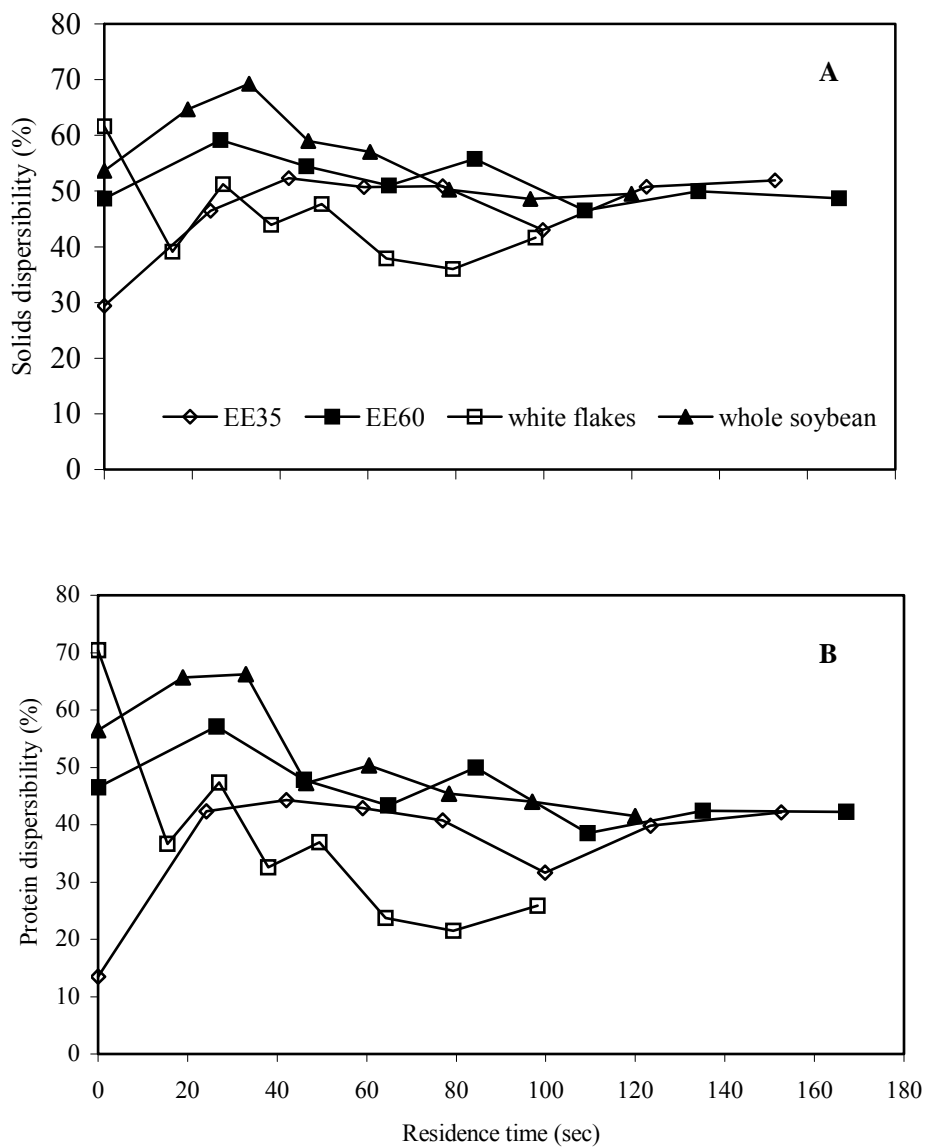 80
A
70
60
50
40
30
20
10
0
Solids dispersibility (%)
EE35 EE60 white flakes whole soybean
80
B
70
60
50
40
30
20
10
0
Protein dispersibility (%)
0 20 40 60 80 100 120 140 160 180
Residence time (sec)